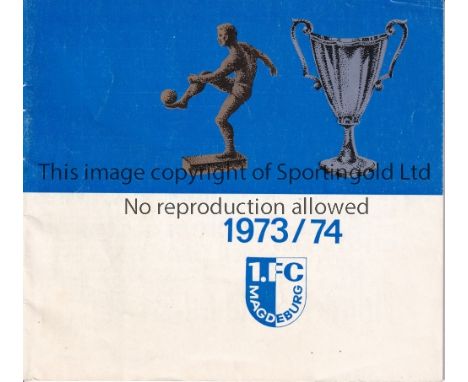 This image copyright of Sportingold Ltd
No reproduction allowed
1973/74
1.FC
MAGDEBURG